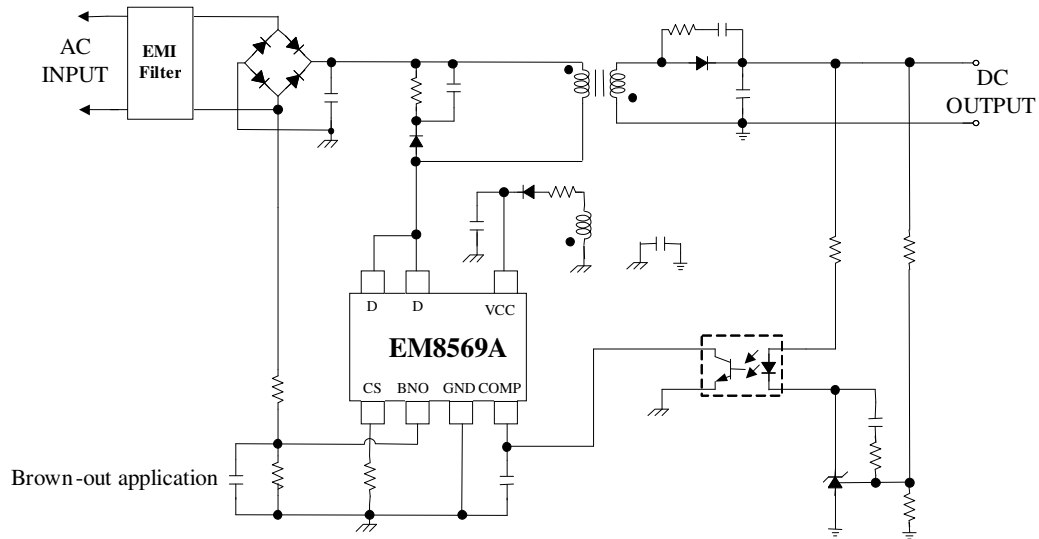 AC
INPUT
EMI
Filter
DC
OUTPUT
D D VCC
EM8569A
CS BNO GND COMP
Brown-out application